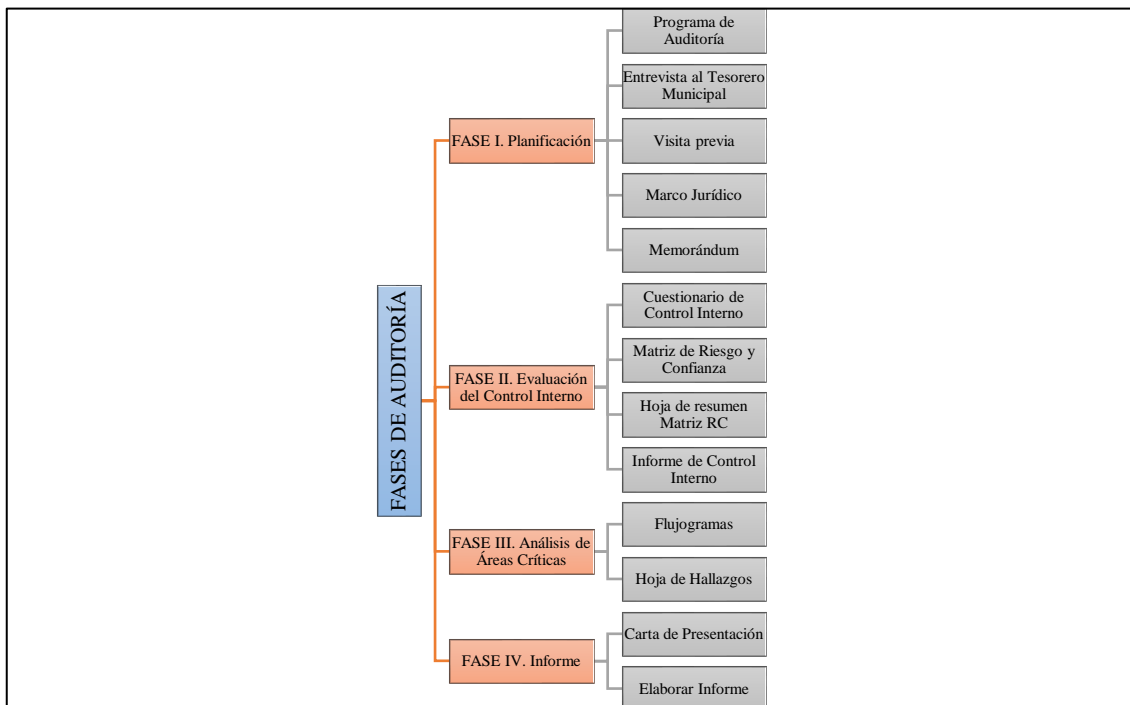 FASES DE AUDITORÍA
FASE I. Planificación
Programa de
Auditoría
Entrevista al Tesorero
Municipal
Visita previa
Marco Jurídico
Memorándum
FASE II. Evaluación
del Control Interno
Cuestionario de
Control Interno
Matriz de Riesgo y
Confianza
Hoja de resumen
Matriz RC
Informe de Control
Interno
FASE III. Análisis de
Áreas Críticas
Flujogramas
Hoja de Hallazgos
FASE IV. Informe
Carta de Presentación
Elaborar Informe